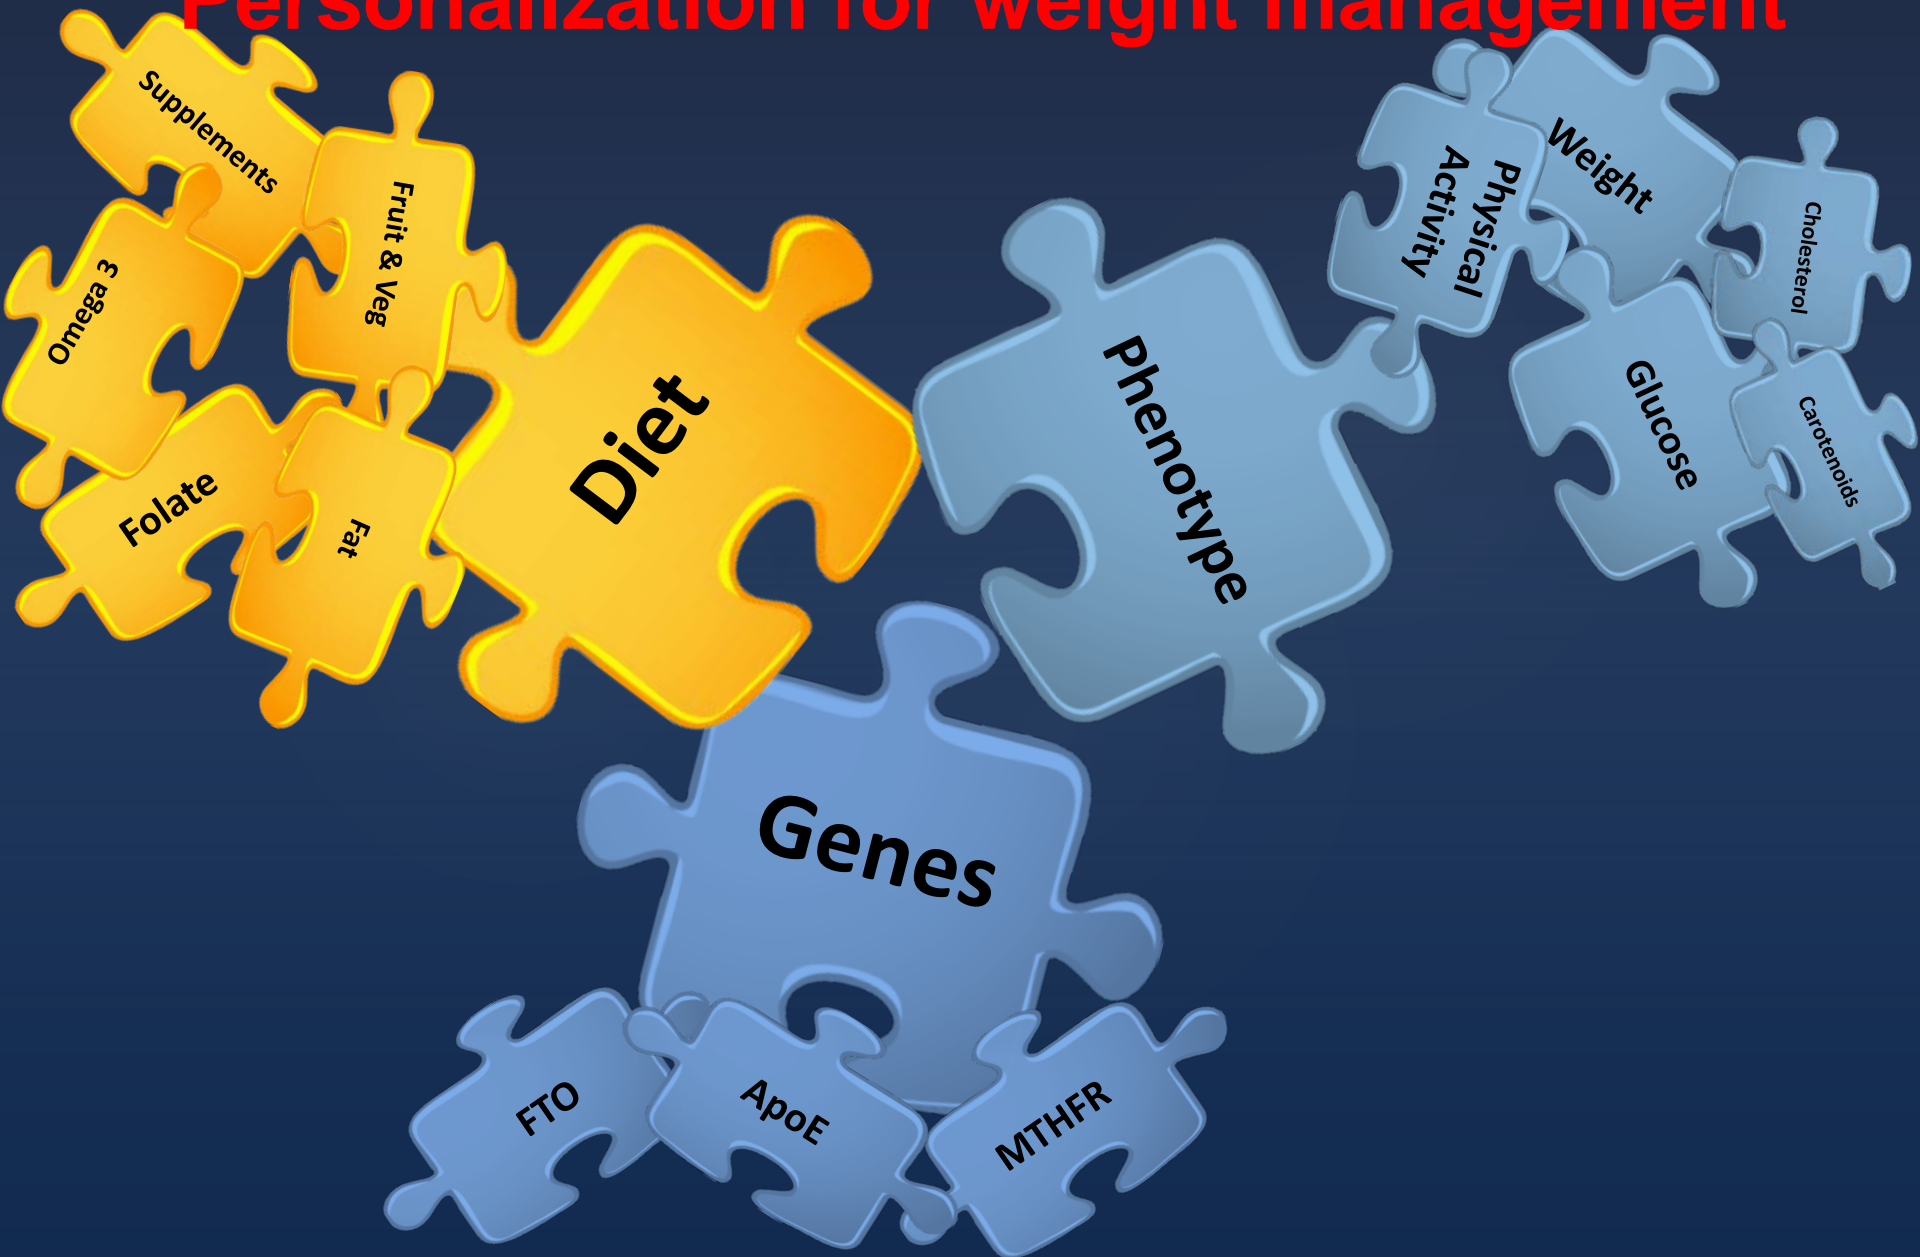 Personalization for weight management
Supplements
Fruit & Veg
Omega 3
Folate
Fat
Diet
Phenotype
Physical
Activity
Weight
Cholesterol
Glucose
Carotenoids
Genes
FTO
ApoE
MTHFR